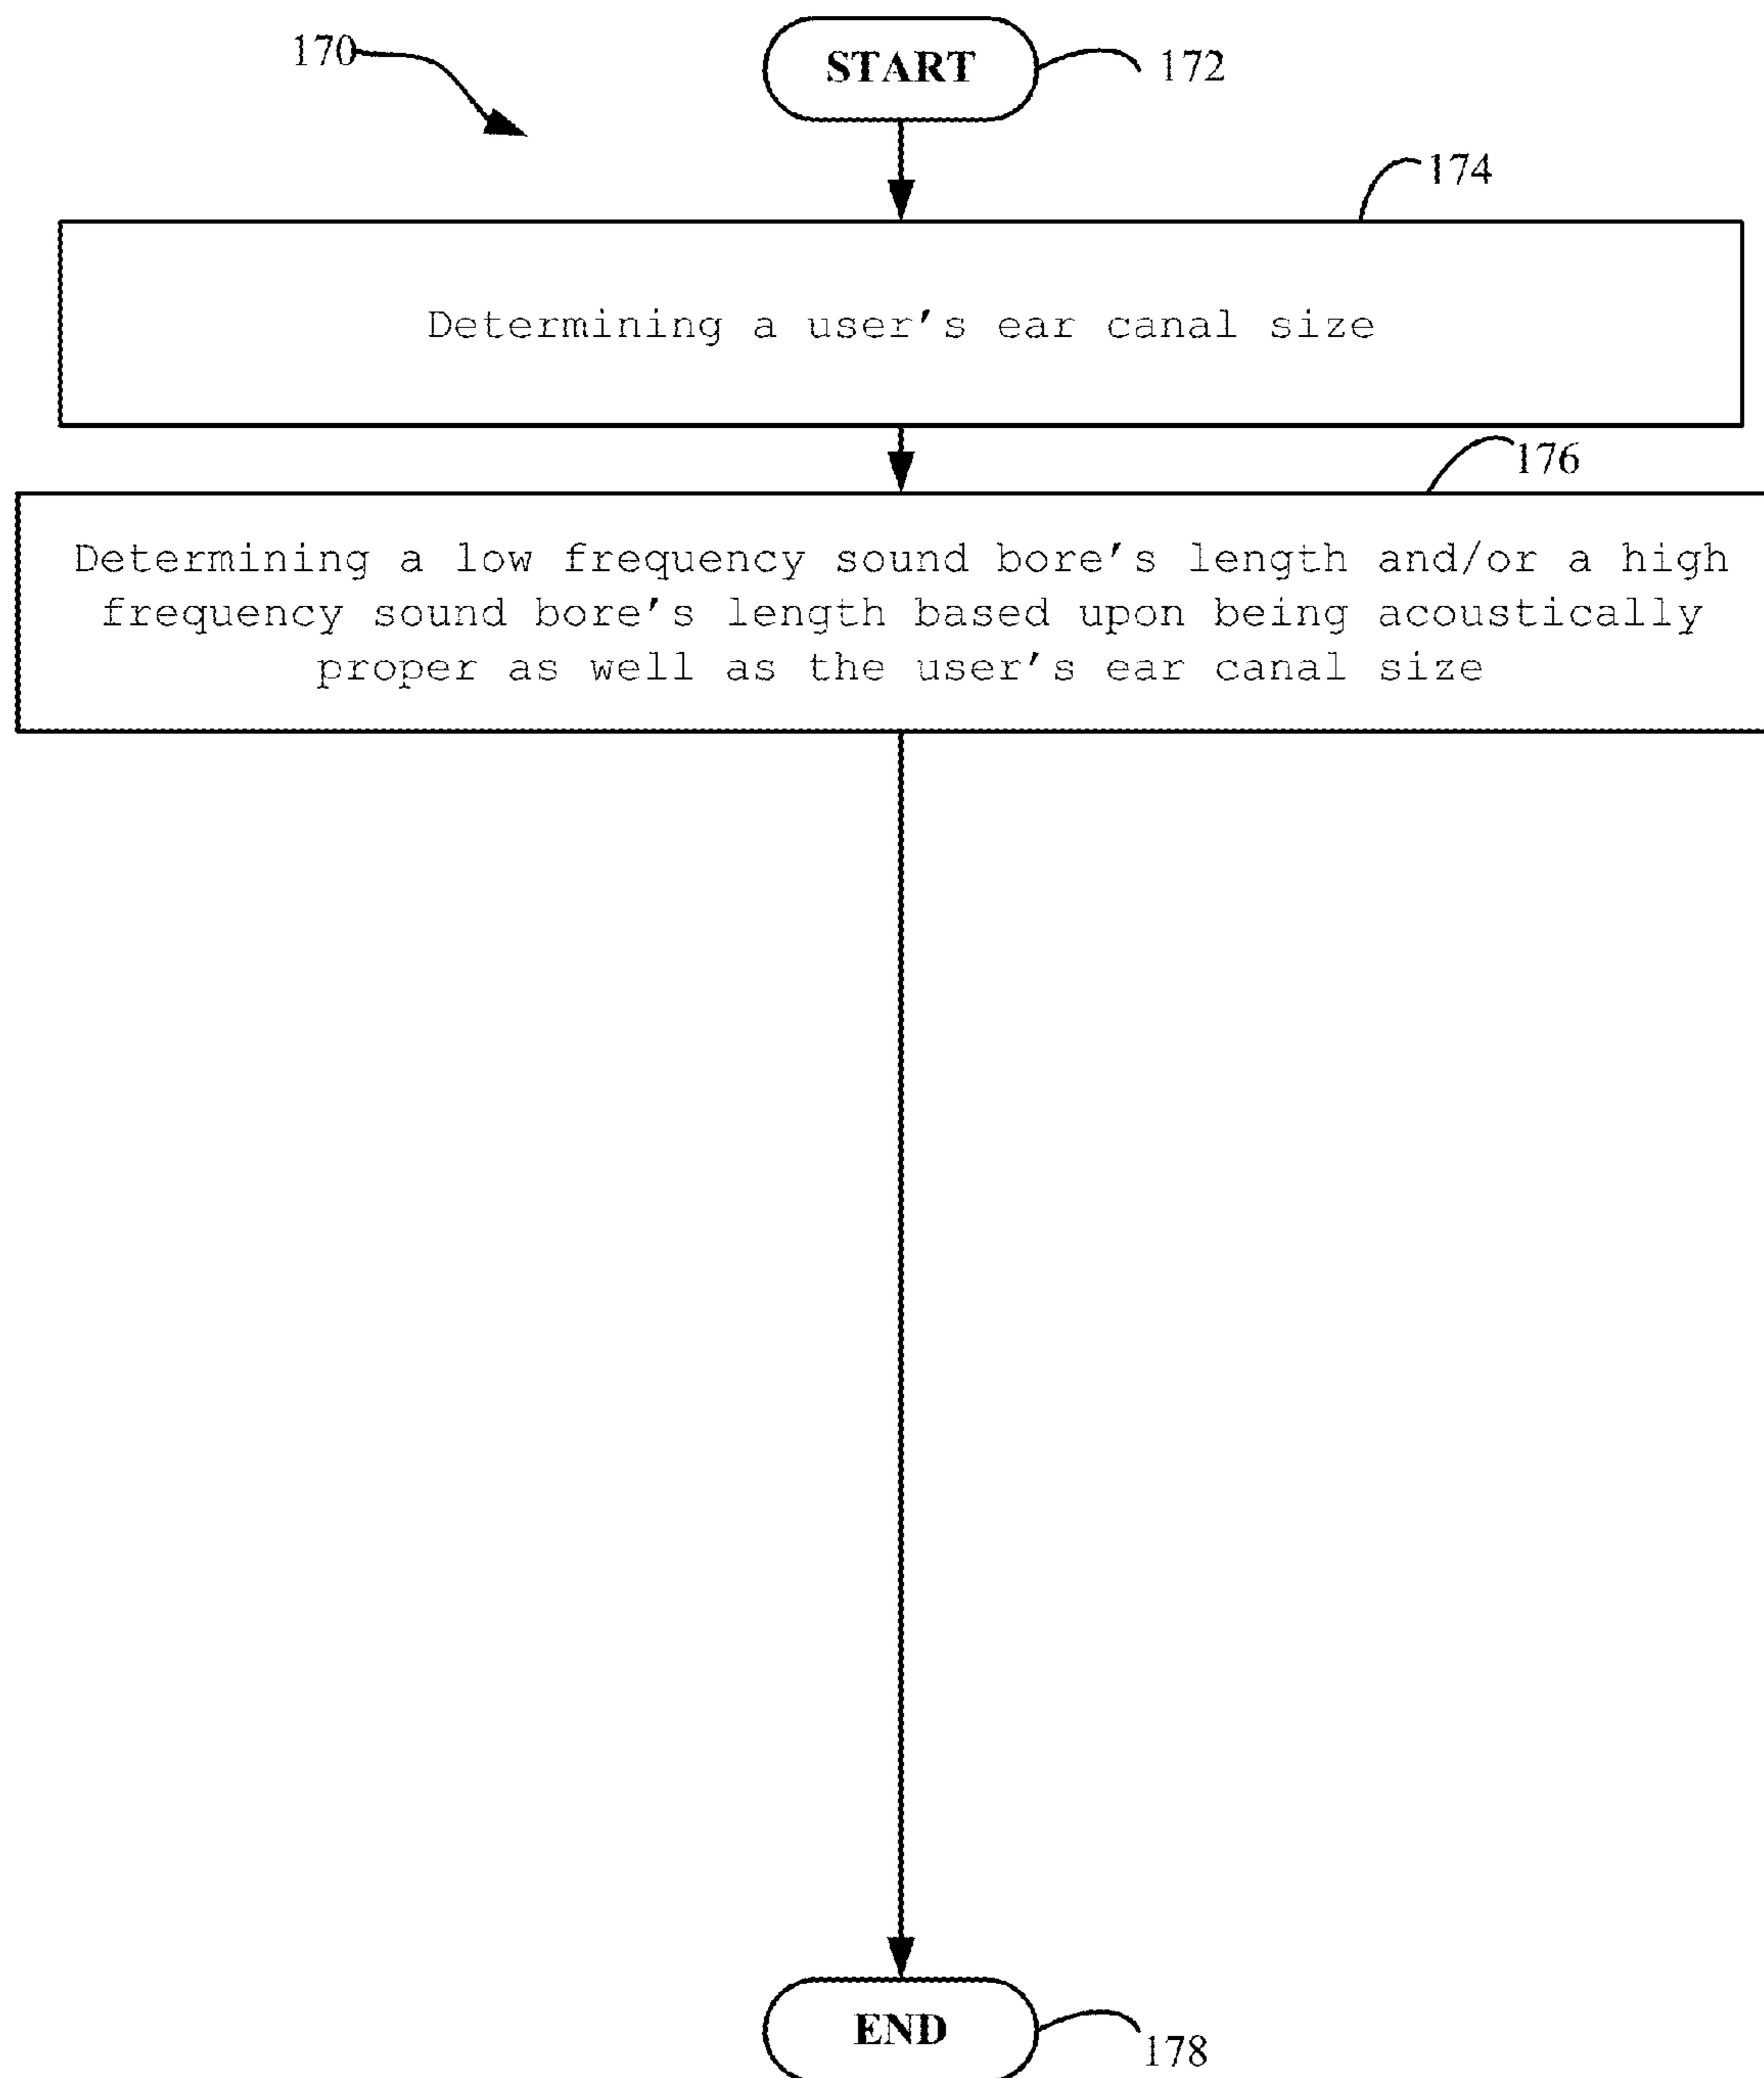 170
START
172
174
Determining a user's ear canal size
176
Determining a low frequency sound bore's length and/or a high
frequency sound bore's length based upon being acoustically
proper as well as the user's ear canal size
END
178